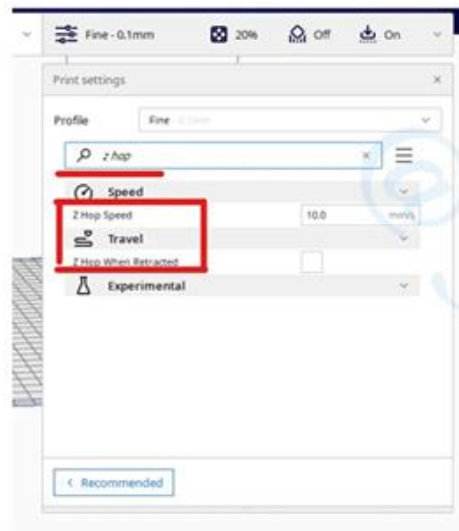 Fine - 0.1mm 20% Off On
Print settings
Profile Fine
z hop
Speed
Z Hop Speed 10.0 mm/s
Travel
Z Hop When Retracted
Experimental
< Recommended